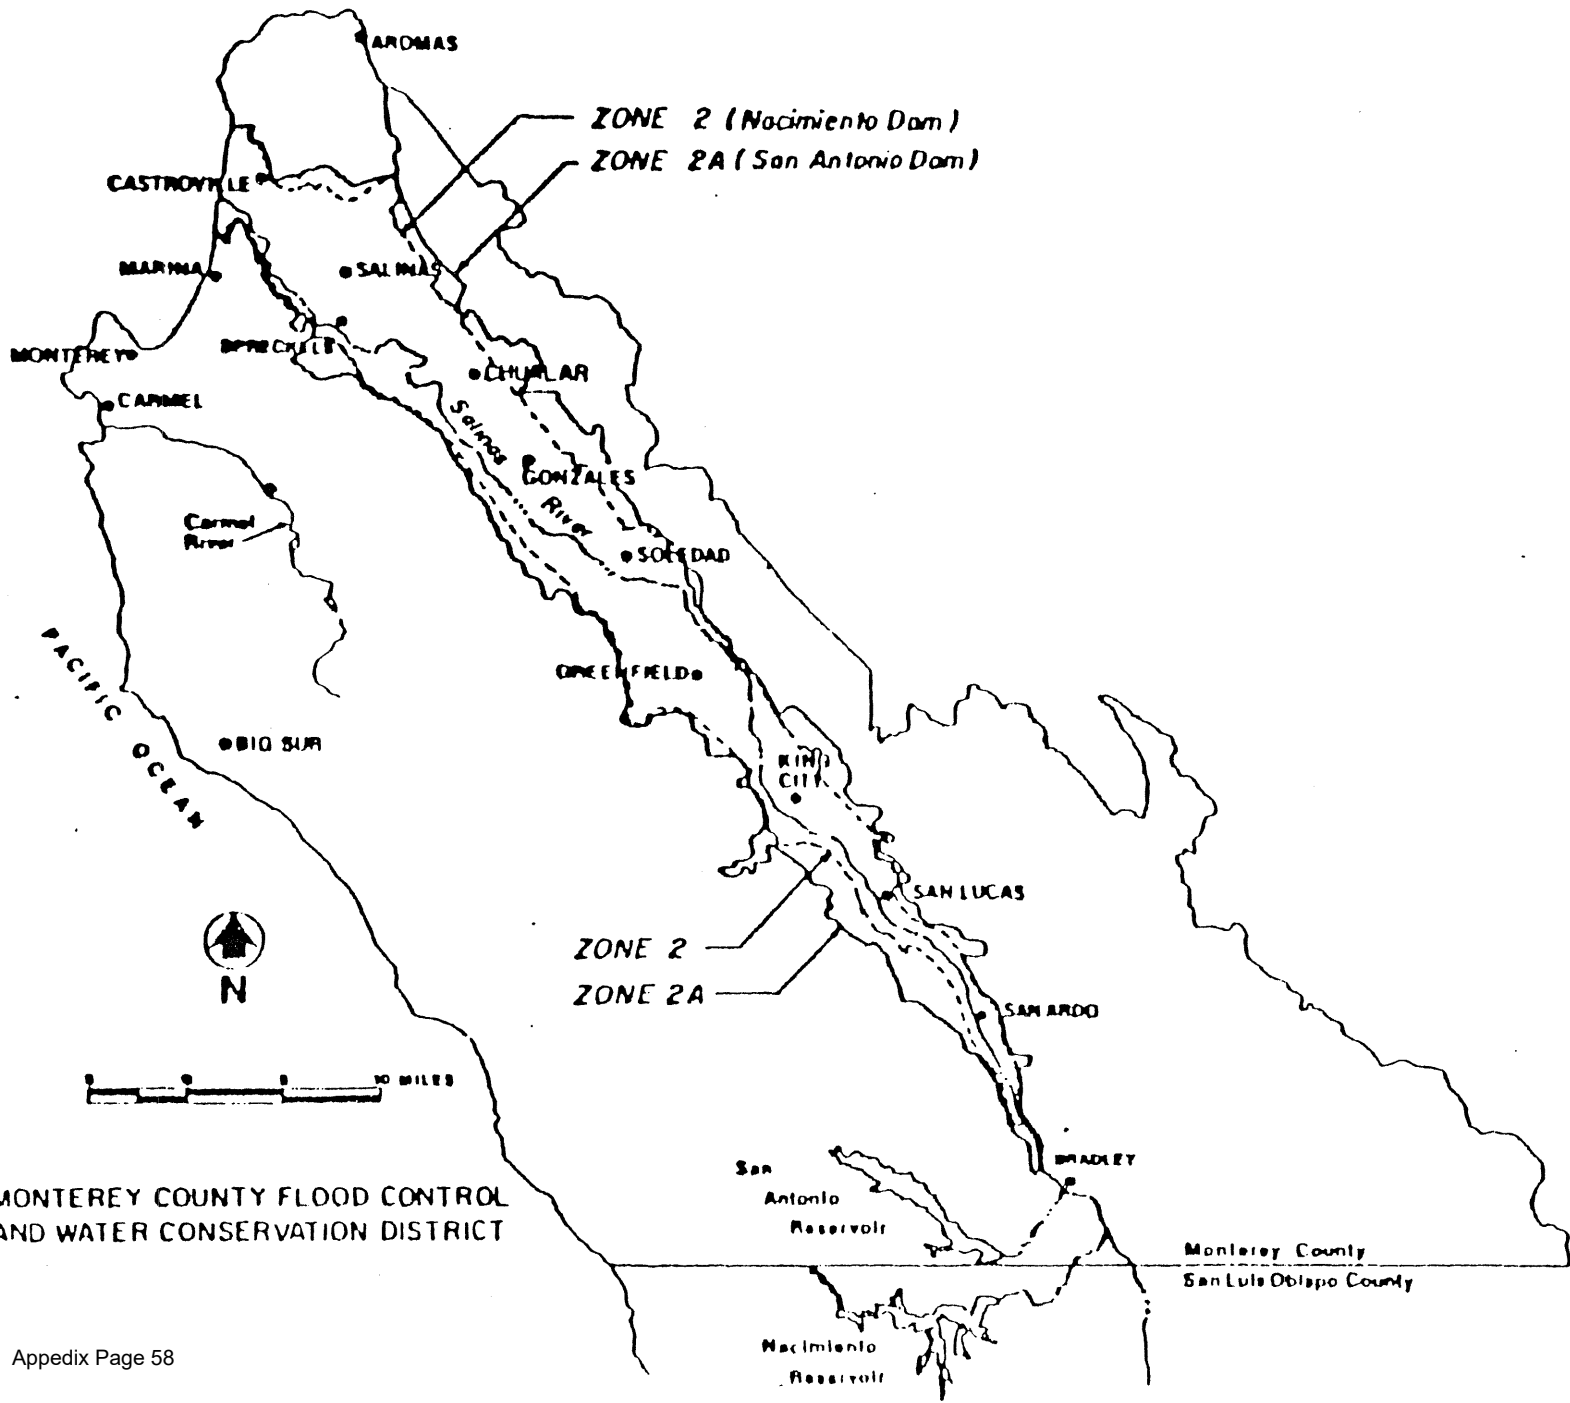 AROMAS
ZONE 2 (Nacimiento Dam)
ZONE 2A (San Antonio Dam)
CASTROVILLE
MARINA
SALINAS
MONTEREY
SPRECKELS
CHUALAR
CARMEL
Salinas
River
GONZALES
Carmel
River
SOLEDAD
GREENFIELD
PACIFIC OCEAN
BIG SUR
KING
CITY
SAN LUCAS
ZONE 2
ZONE 2A
N
SAN ARDO
10 MILES
BRADLEY
San
Antonio
Reservoir
MONTEREY COUNTY FLOOD CONTROL
AND WATER CONSERVATION DISTRICT
Monterey County
San Luis Obispo County
Nacimiento
Reservoir
Appedix Page 58